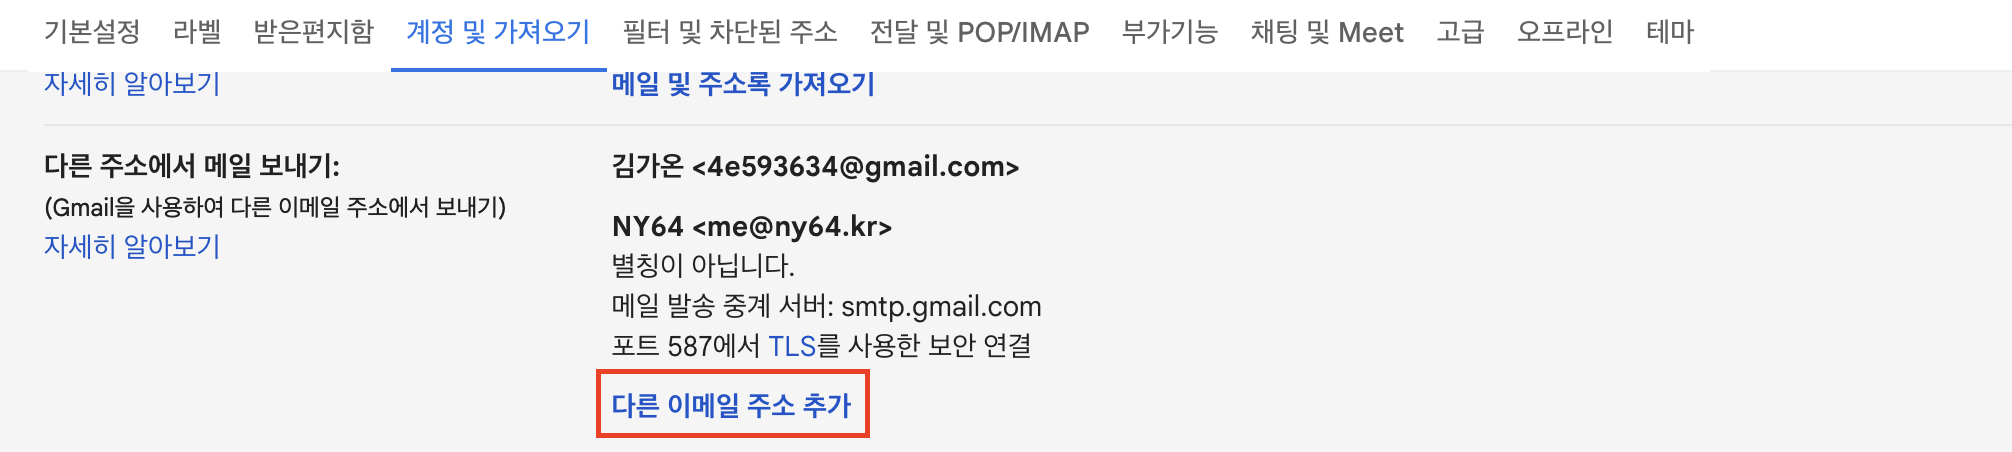 기본설정 라벨 받은편지함 계정 및 가져오기 필터 및 차단된 주소 전달 및 POP/IMAP 부가기능 채팅 및 Meet 고급 오프라인 테마
자세히 알아보기 메일 및 주소록 가져오기
다른 주소에서 메일 보내기:
(Gmail을 사용하여 다른 이메일 주소에서 보내기)
자세히 알아보기
김가온 <4e593634@gmail.com>
NY64 <me@ny64.kr>
별칭이 아닙니다.
메일 발송 중계 서버: smtp.gmail.com
포트 587에서 TLS를 사용한 보안 연결
다른 이메일 주소 추가